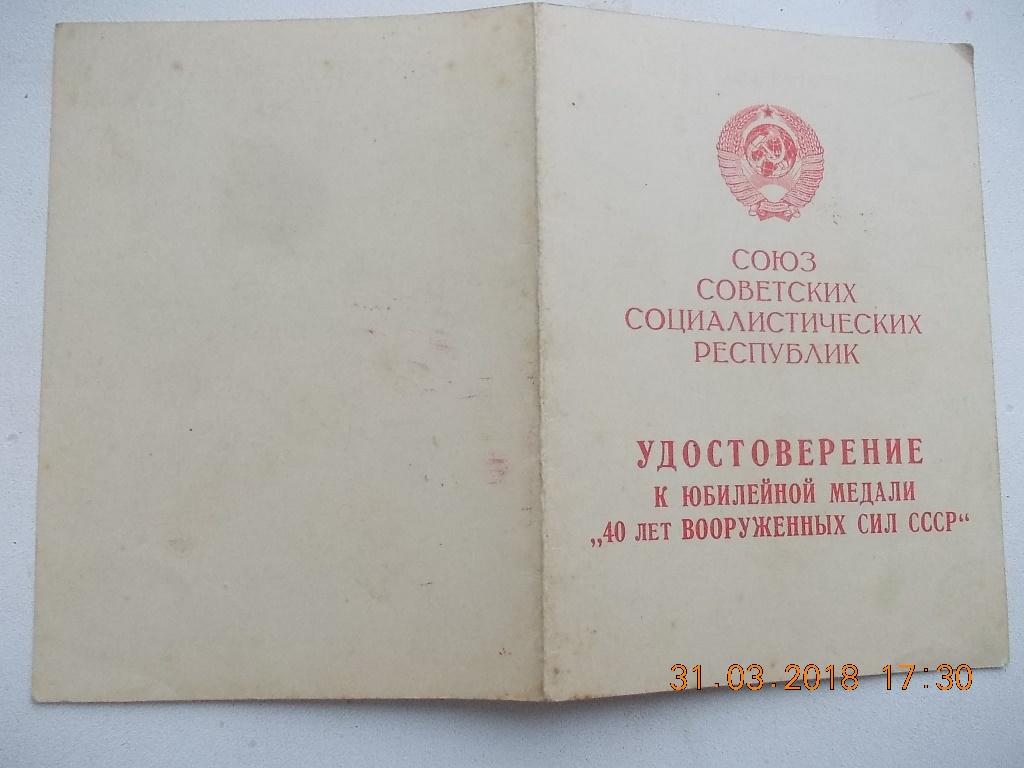 СОЮЗ
СОВЕТСКИХ
СОЦИАЛИСТИЧЕСКИХ
РЕСПУБЛИК
УДОСТОВЕРЕНИЕ
К ЮБИЛЕЙНОЙ МЕДАЛИ
„40 ЛЕТ ВООРУЖЕННЫХ СИЛ СССР“
31.03.2018 17:30